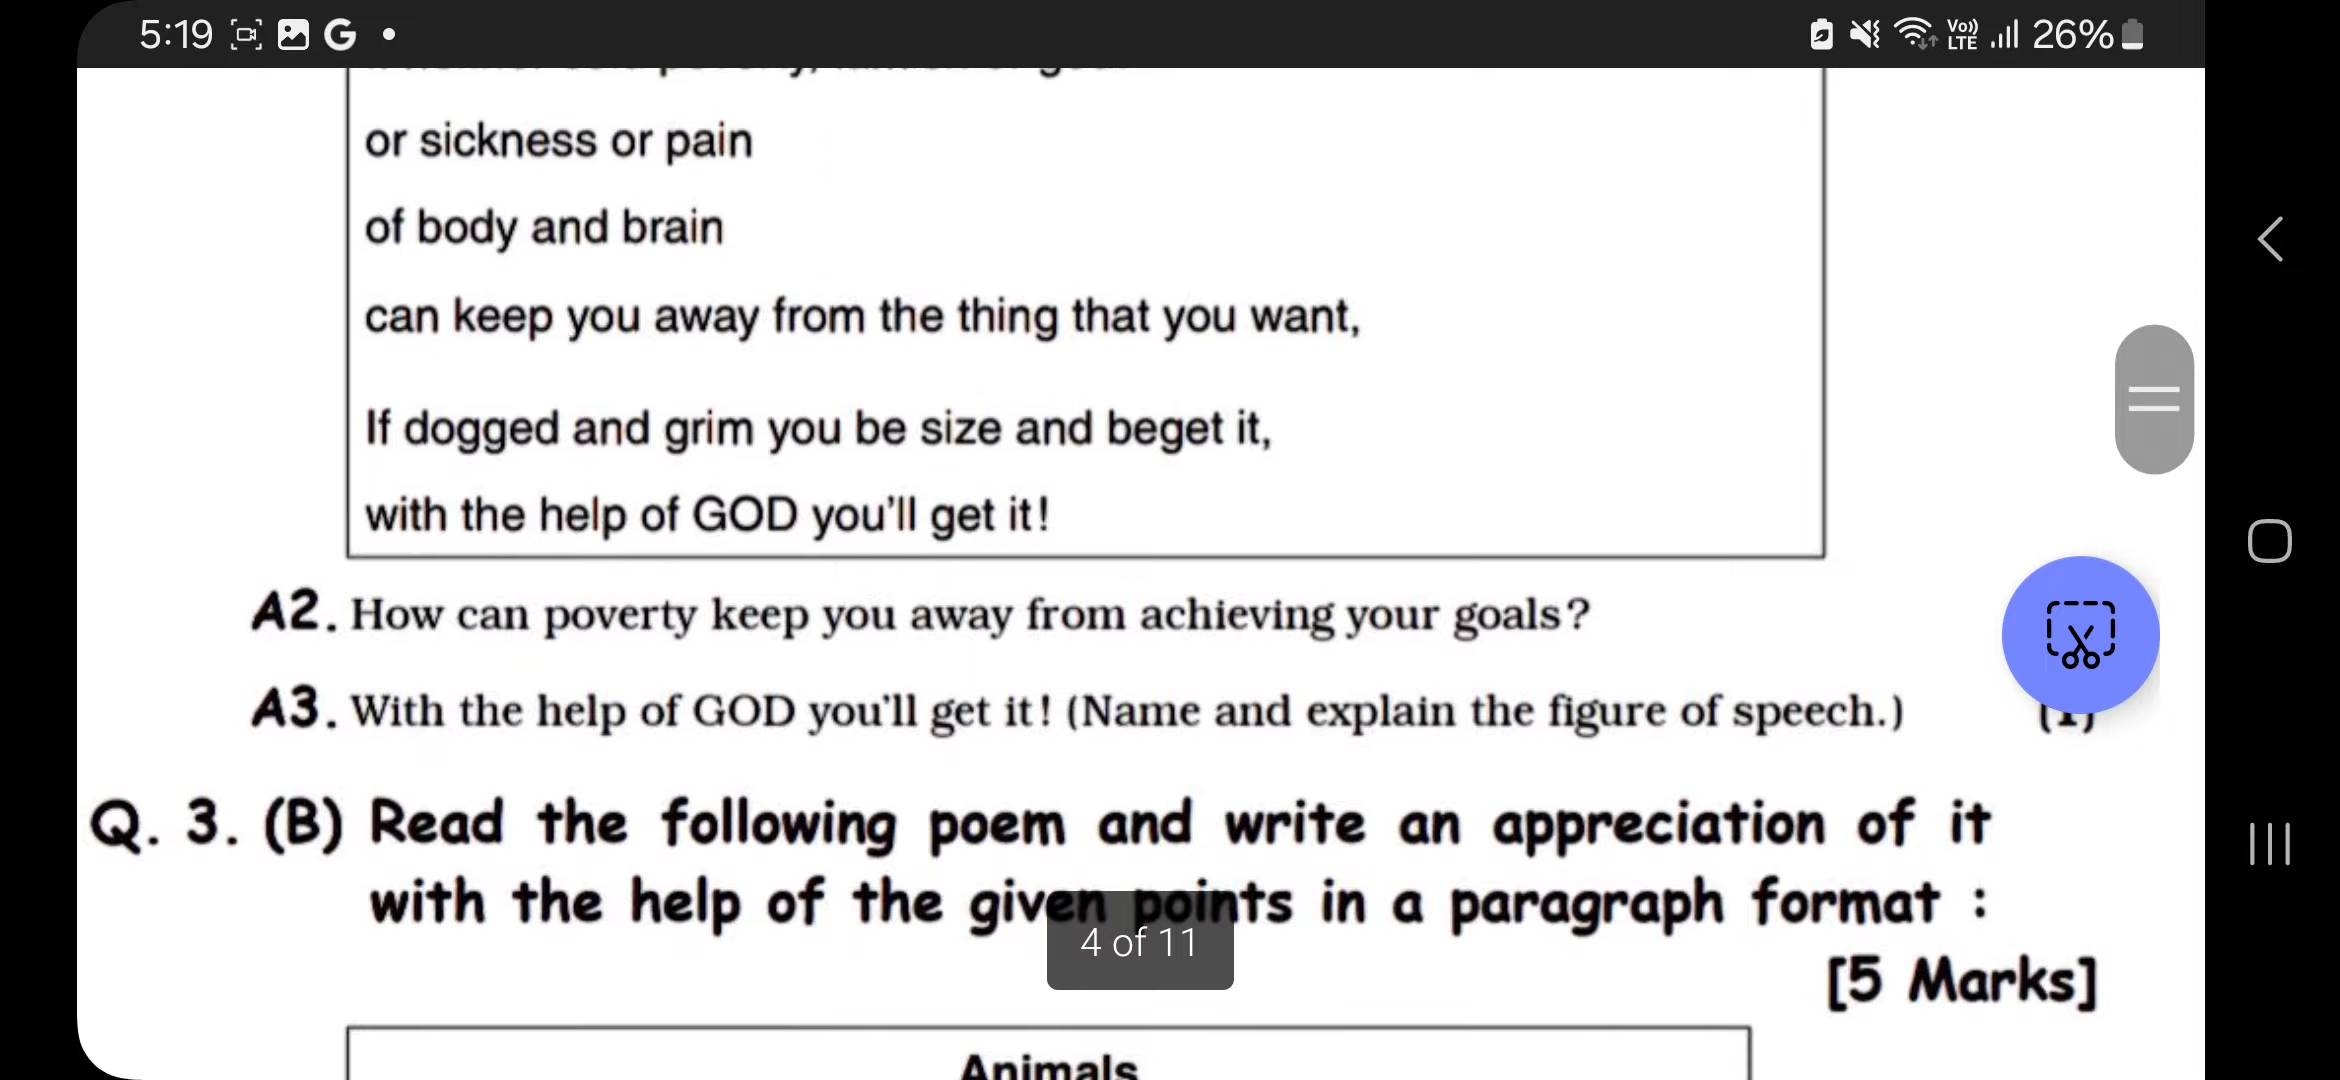 5:19 G
Vo)) LTE 26%
or sickness or pain
of body and brain
can keep you away from the thing that you want,
If dogged and grim you be size and beget it,
with the help of GOD you'll get it!
A2. How can poverty keep you away from achieving your goals?
A3. With the help of GOD you'll get it! (Name and explain the figure of speech.) (1)
Q. 3. (B) Read the following poem and write an appreciation of it
with the help of the given points in a paragraph format :
4 of 11
[5 Marks]
Animals